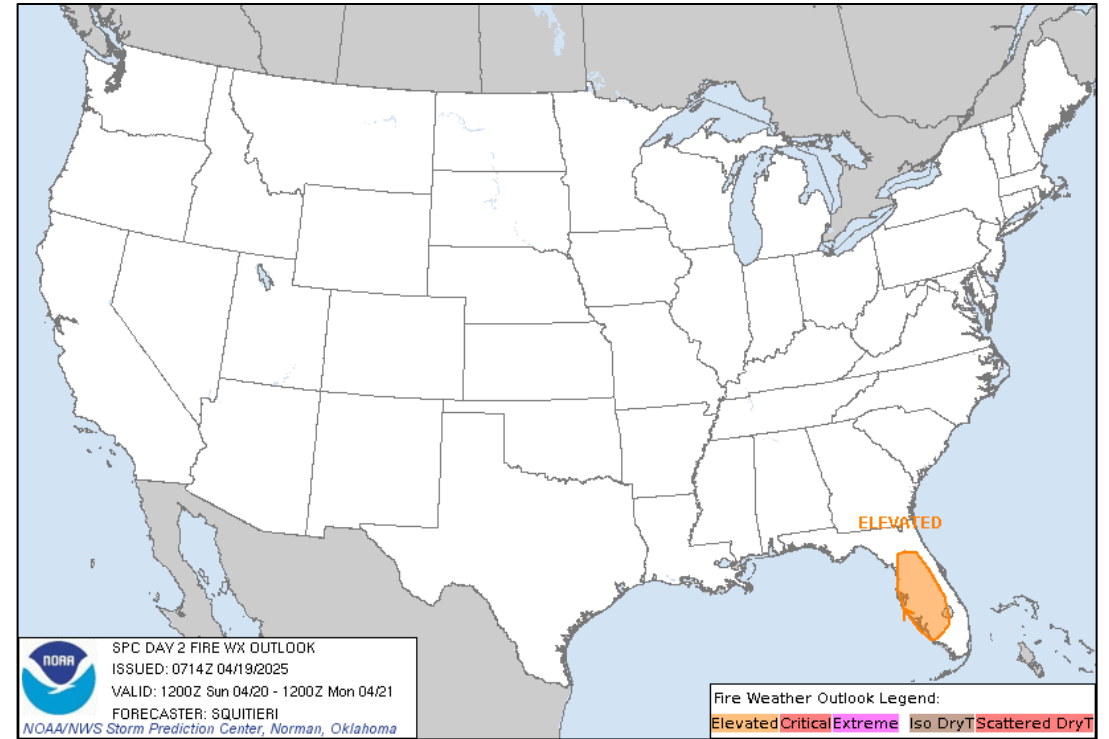 ELEVATED
NOAA
SPC DAY 2 FIRE WX OUTLOOK
ISSUED: 0714Z 04/19/2025
VALID: 1200Z Sun 04/20 - 1200Z Mon 04/21
FORECASTER: SQUITIERI
NOAA/NWS Storm Prediction Center, Norman, Oklahoma
Fire Weather Outlook Legend:
Elevated Critical Extreme Iso DryT Scattered DryT